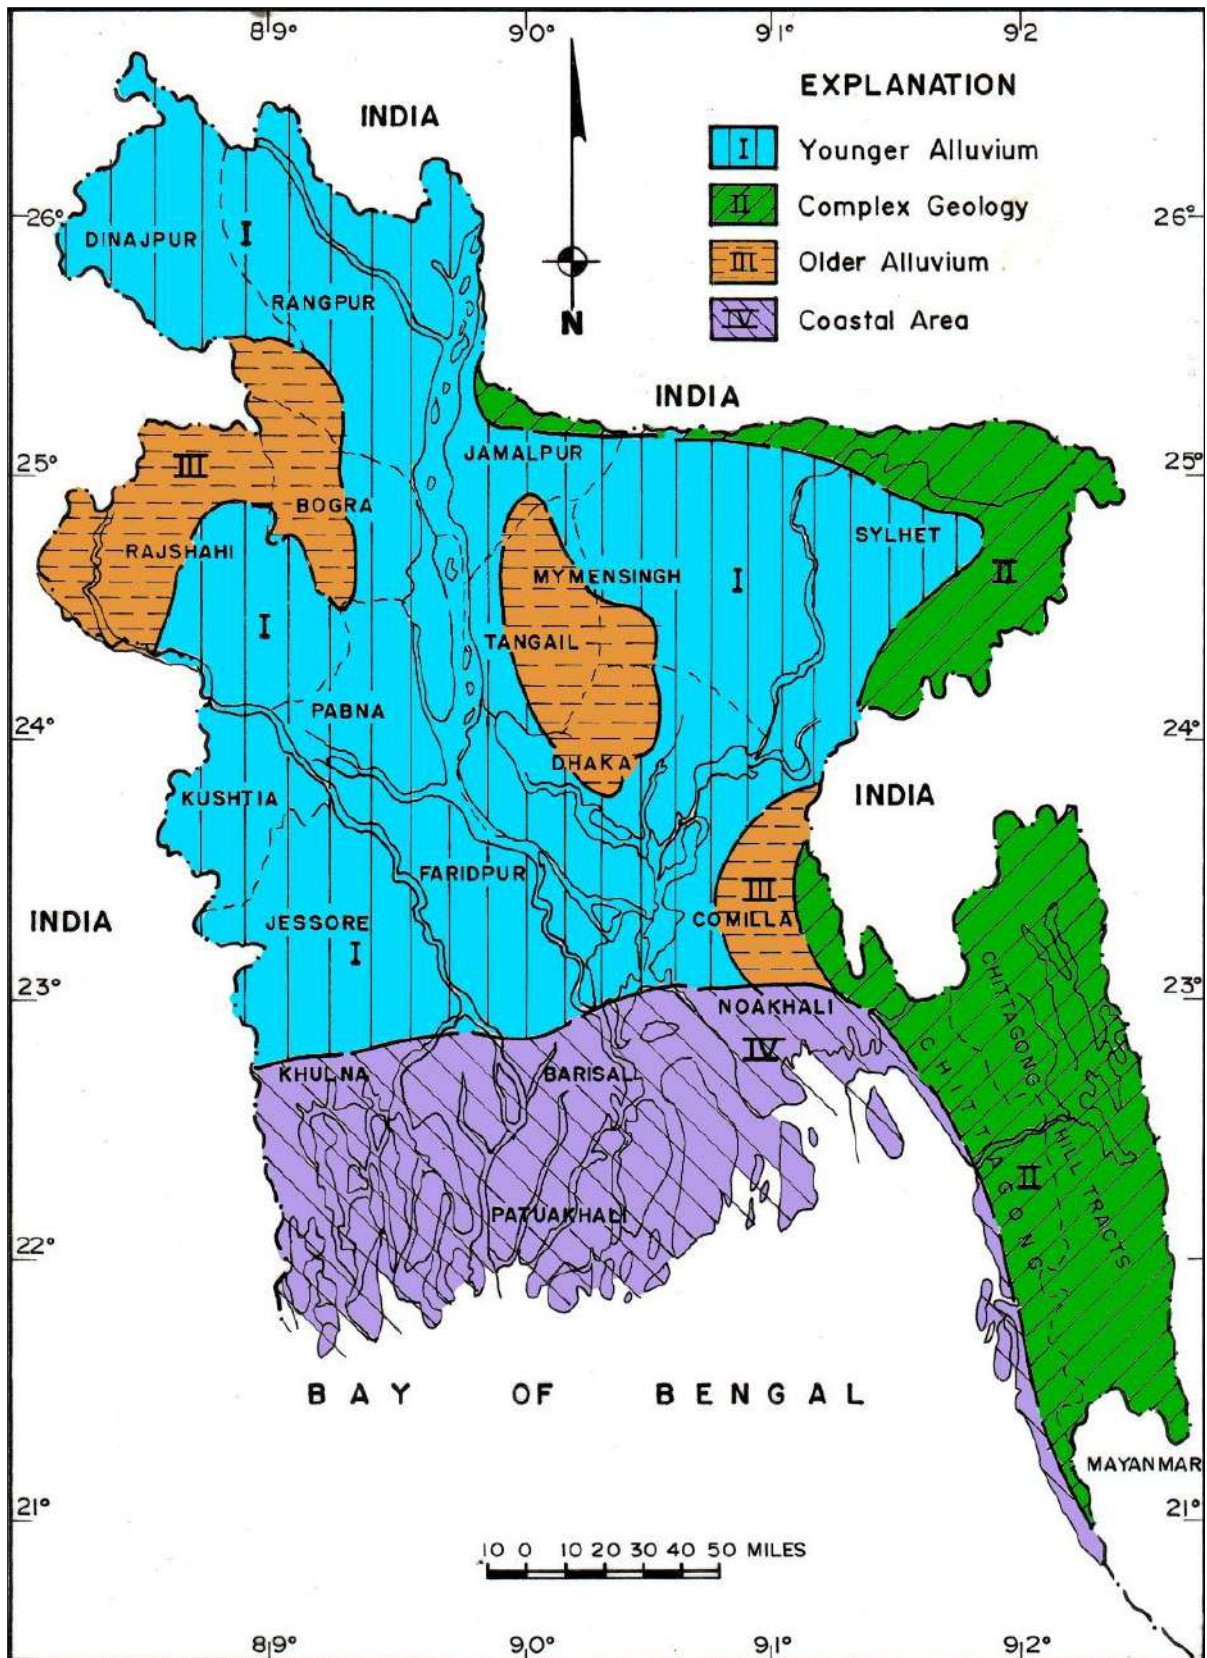 89° 90° 91° 92
EXPLANATION
I Younger Alluvium
II Complex Geology
III Older Alluvium
IV Coastal Area
INDIA
N
26° 26°
DINAJPUR
I
RANGPUR
INDIA
25° 25°
JAMALPUR
III
BOGRA
RAJSHAHI
SYLHET
MYMENSINGH
I
II
I
TANGAIL
PABNA
24° 24°
DHAKA
KUSHTIA
INDIA
FARIDPUR
III
COMILLA
INDIA
JESSORE
I
23° 23°
NOAKHALI
IV
KHULNA
BARISAL
CHITTAGONG
CHITTAGONG HILL TRACTS
II
PATUAKHALI
22°
BAY OF BENGAL
MAYANMAR
21° 21°
10 0 10 20 30 40 50 MILES
89° 90° 91° 92°